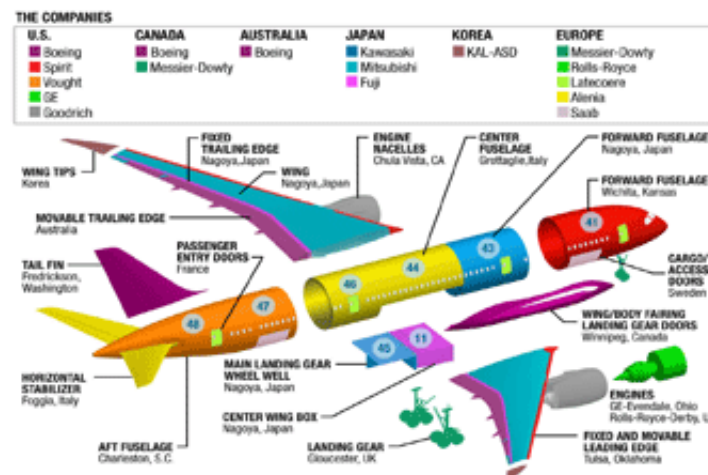 THE COMPANIES
U.S.
Boeing
Spirit
Vought
GE
Goodrich
CANADA
Boeing
Messier-Dowty
AUSTRALIA
Boeing
JAPAN
Kawasaki
Mitsubishi
Fuji
KOREA
KAL-ASD
EUROPE
Messier-Dowty
Rolls-Royce
Latecoere
Alenia
Saab
WING TIPS
Korea
FIXED
TRAILING EDGE
Nagoya, Japan
WING
Nagoya, Japan
ENGINE
NACELLES
Chula Vista, CA
CENTER
FUSELAGE
Grottaglie, Italy
FORWARD FUSELAGE
Nagoya, Japan
FORWARD FUSELAGE
Wichita, Kansas
MOVABLE TRAILING EDGE
Australia
PASSENGER
ENTRY DOORS
France
TAIL FIN
Fredrickson,
Washington
41
43
44
46
47
48
CARGO/
ACCESS
DOORS
Sweden
WING/BODY FAIRING
LANDING GEAR DOORS
Winnipeg, Canada
11
45
MAIN LANDING GEAR
WHEEL WELL
Nagoya, Japan
HORIZONTAL
STABILIZER
Foggia, Italy
CENTER WING BOX
Nagoya, Japan
AFT FUSELAGE
Charleston, S.C.
LANDING GEAR
Gloucester, UK
ENGINES
GE-Evendale, Ohio
Rolls-Royce-Derby, U
FIXED AND MOVABLE
LEADING EDGE
Tulsa, Oklahoma